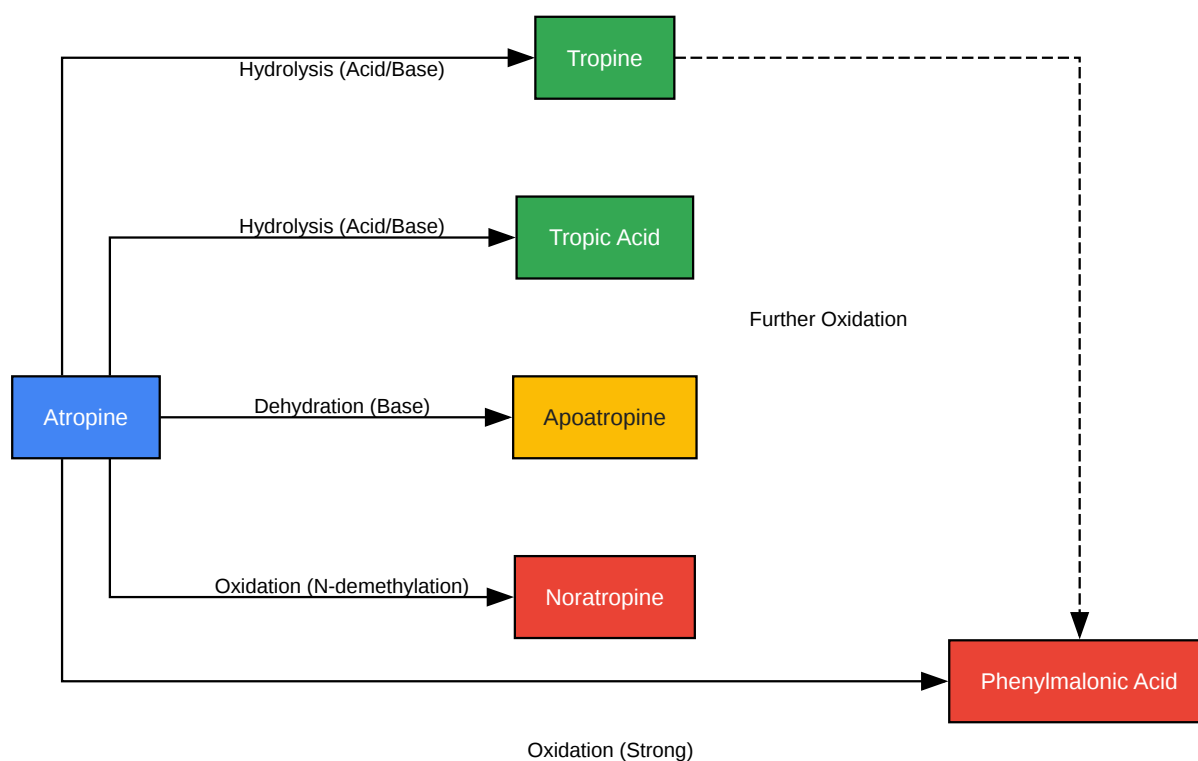 Tropine
Hydrolysis (Acid/Base)
Hydrolysis (Acid/Base)
Tropic Acid
Further Oxidation
Atropine
Dehydration (Base)
Apoatropine
Oxidation (N-demethylation)
Noratropine
Phenylmalonic Acid
Oxidation (Strong)